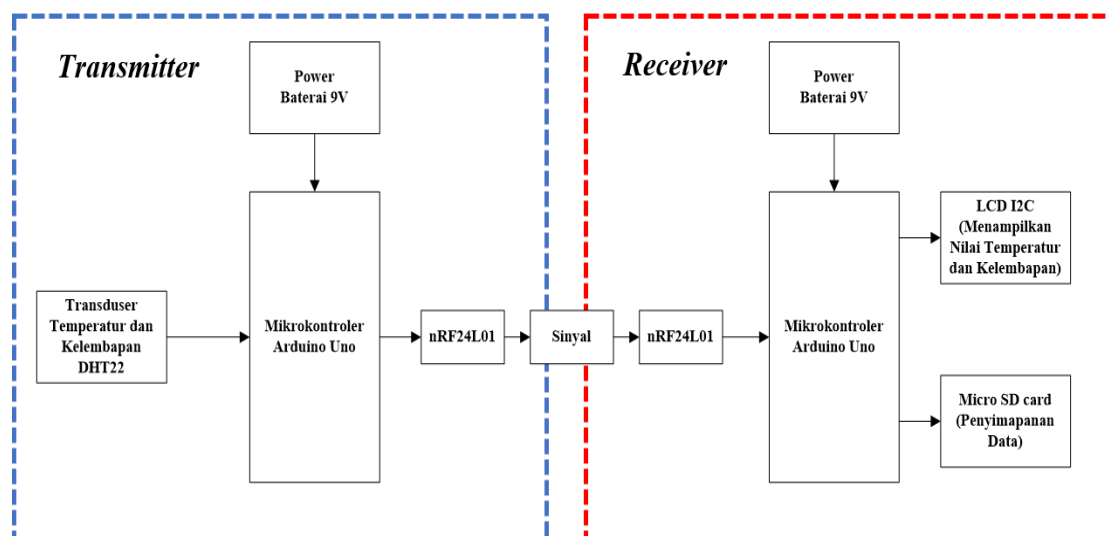 Transmitter
Power
Baterai 9V
Transduser
Temperatur dan
Kelembapan
DHT22
Mikrokontroler
Arduino Uno
nRF24L01
Sinyal
Receiver
Power
Baterai 9V
nRF24L01
Mikrokontroler
Arduino Uno
LCD I2C
(Menampilkan
Nilai Temperatur
dan Kelembapan)
Micro SD card
(Penyimapanan
Data)